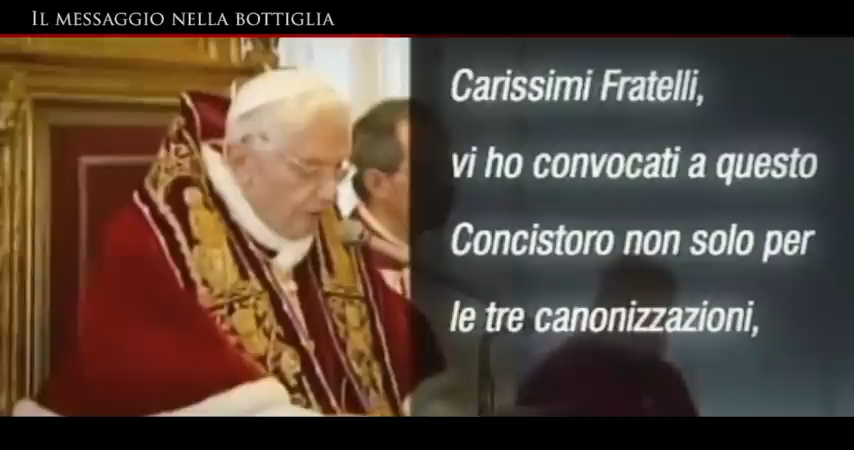 IL MESSAGGIO NELLA BOTTIGLIA
Carissimi Fratelli,
vi ho convocati a questo
Concistoro non solo per
le tre canonizzazioni,